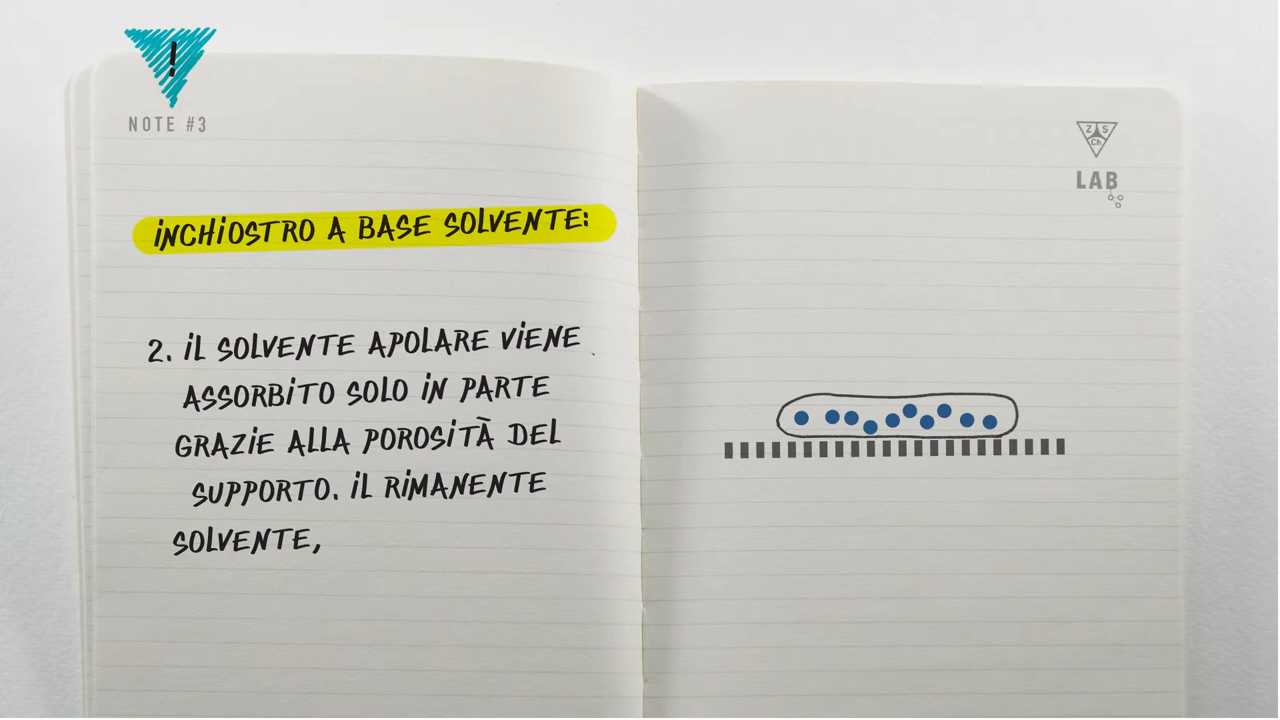 !
NOTE #3
Z S
Ch
LAB
INCHIOSTRO A BASE SOLVENTE:
2. IL SOLVENTE APOLARE VIENE
ASSORBITO SOLO IN PARTE
GRAZIE ALLA POROSITÀ DEL
SUPPORTO. IL RIMANENTE
SOLVENTE,